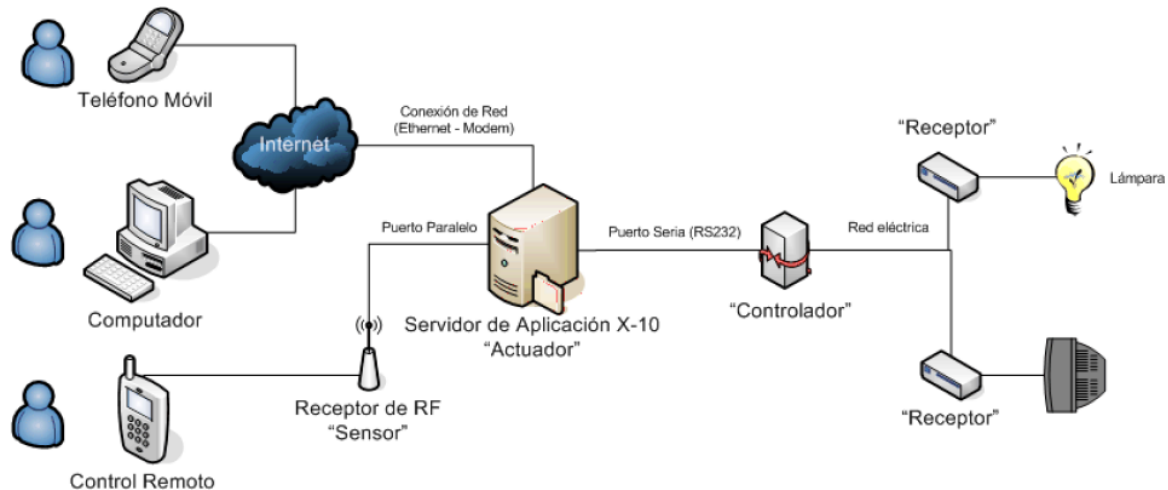 Teléfono Móvil
Internet
Conexión de Red
(Ethernet - Modem)
"Receptor"
Lámpara
Computador
Puerto Paralelo
Puerto Seria (RS232)
Red eléctrica
Servidor de Aplicación X-10
"Actuador"
"Controlador"
Receptor de RF
"Sensor"
"Receptor"
Control Remoto